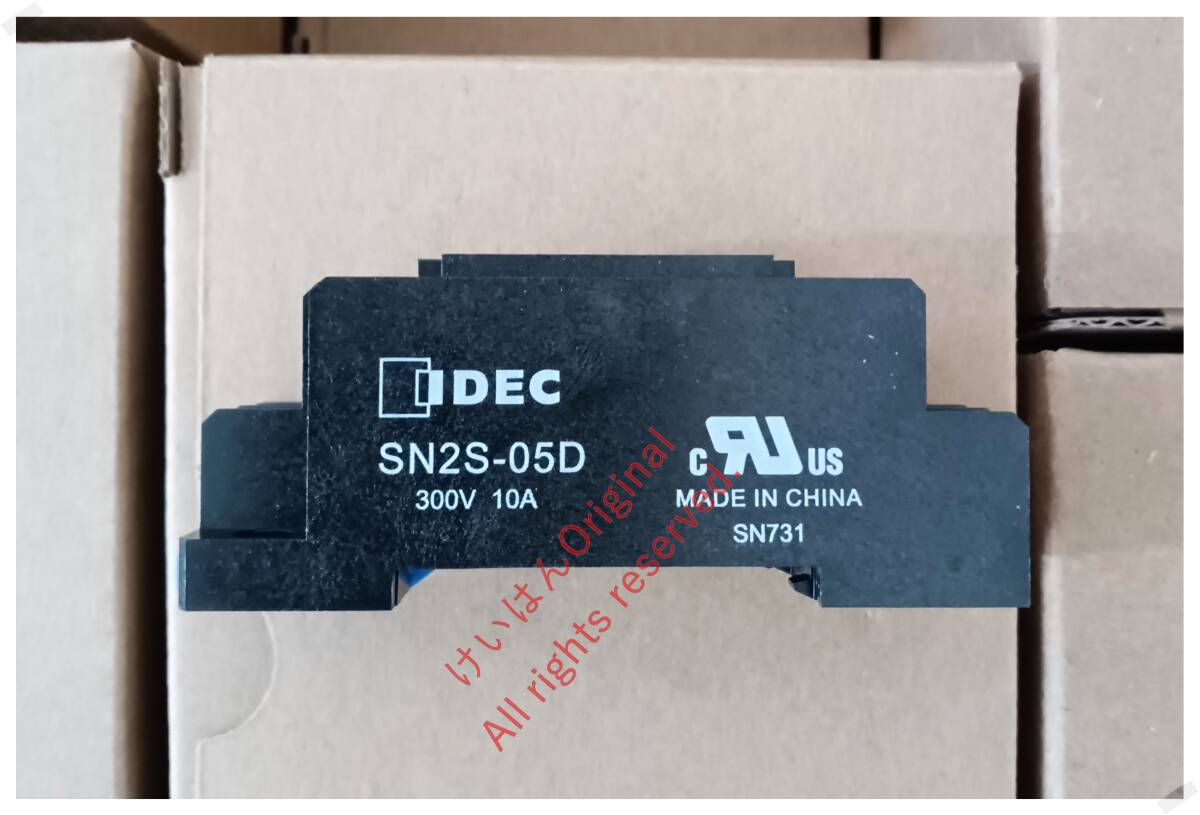 IDEC
SN2S-05D
300V 10A
c RU US
MADE IN CHINA
SN731
けいはんOriginal
All rights reserved.